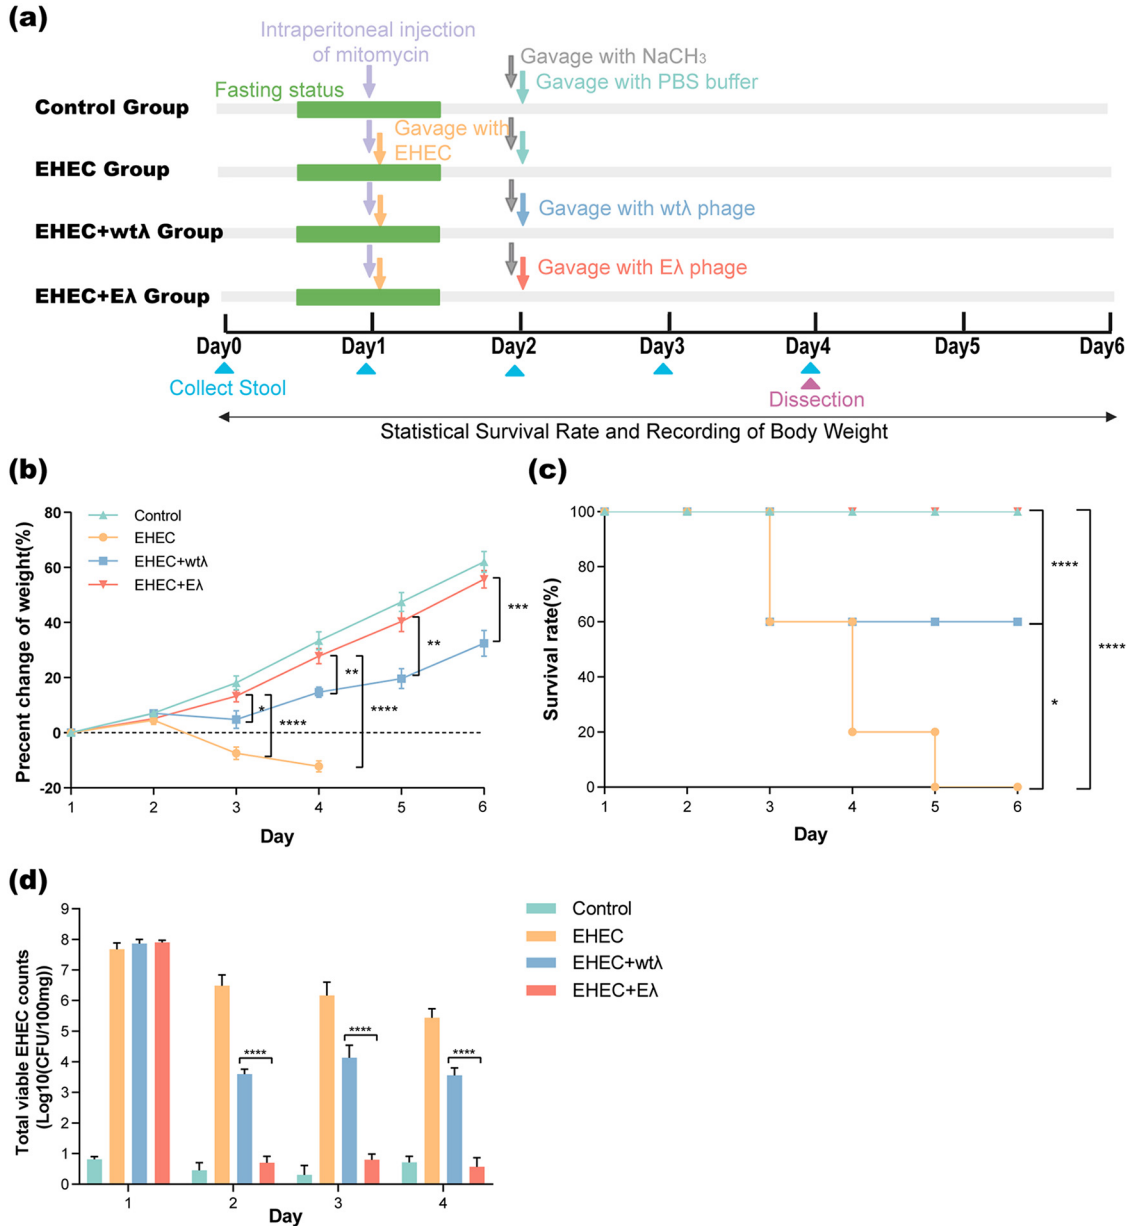 (a)
Intraperitoneal injection
of mitomycin
Gavage with NaCH₃
Gavage with PBS buffer
Fasting status
Control Group
Gavage with
EHEC
EHEC Group
Gavage with wtλ phage
EHEC+wtλ Group
Gavage with Eλ phage
EHEC+Eλ Group
Day0 Day1 Day2 Day3 Day4 Day5 Day6
Collect Stool
Dissection
Statistical Survival Rate and Recording of Body Weight
(b)
Precent change of weight(%)
80
60
40
20
0
-20
Control
EHEC
EHEC+wtλ
EHEC+Eλ
*
****
**
****
**
***
1 2 3 4 5 6
Day
(c)
Survival rate(%)
100
80
60
40
20
0
****
*
****
1 2 3 4 5 6
Day
(d)
Total viable EHEC counts
(Log10(CFU/100mg))
9
8
7
6
5
4
3
2
1
0
****
****
****
1 2 3 4
Day
Control
EHEC
EHEC+wtλ
EHEC+Eλ